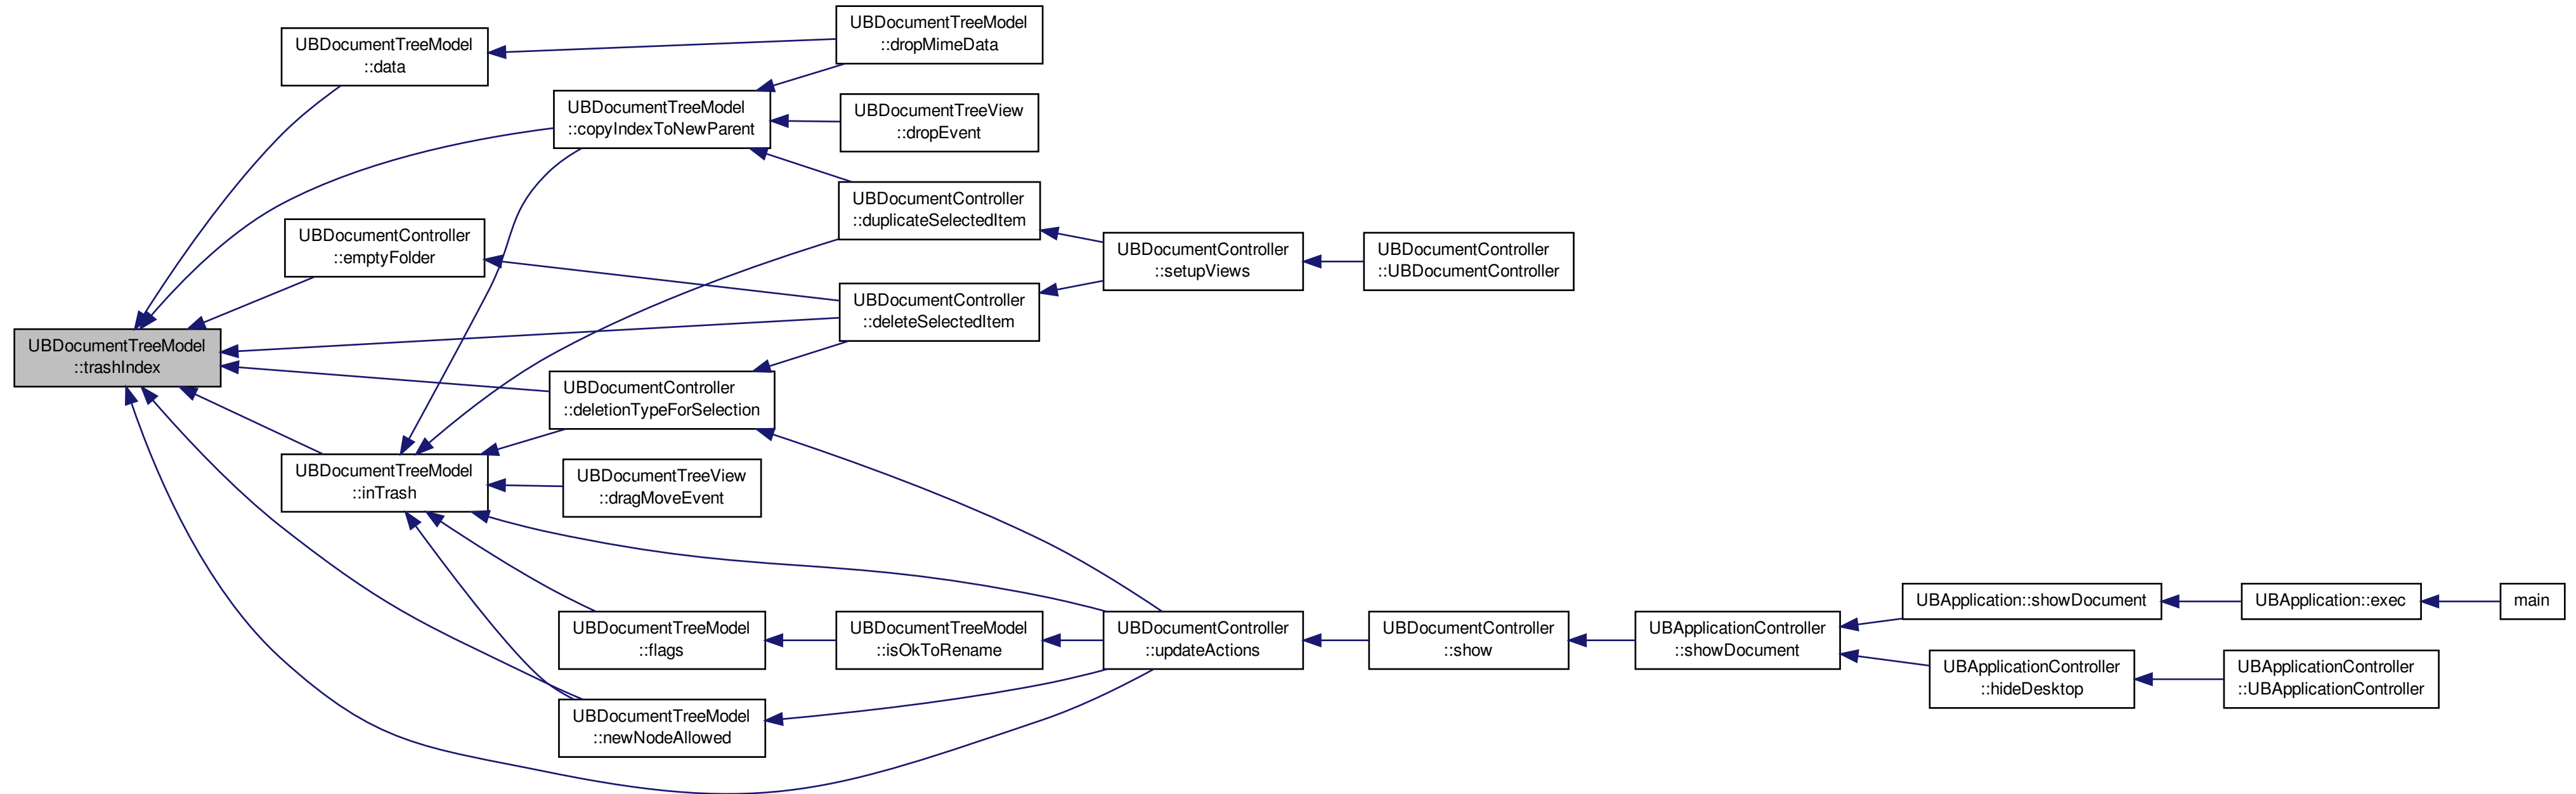 UBDocumentTreeModel
::trashIndex
UBDocumentTreeModel
::data
UBDocumentController
::emptyFolder
UBDocumentTreeModel
::inTrash
UBDocumentTreeModel
::copyIndexToNewParent
UBDocumentController
::deletionTypeForSelection
UBDocumentTreeView
::dragMoveEvent
UBDocumentTreeModel
::flags
UBDocumentTreeModel
::newNodeAllowed
UBDocumentTreeModel
::dropMimeData
UBDocumentTreeView
::dropEvent
UBDocumentController
::duplicateSelectedItem
UBDocumentController
::deleteSelectedItem
UBDocumentTreeModel
::isOkToRename
UBDocumentController
::setupViews
UBDocumentController
::updateActions
UBDocumentController
::UBDocumentController
UBDocumentController
::show
UBApplicationController
::showDocument
UBApplication::showDocument
UBApplicationController
::hideDesktop
UBApplication::exec
UBApplicationController
::UBApplicationController
main